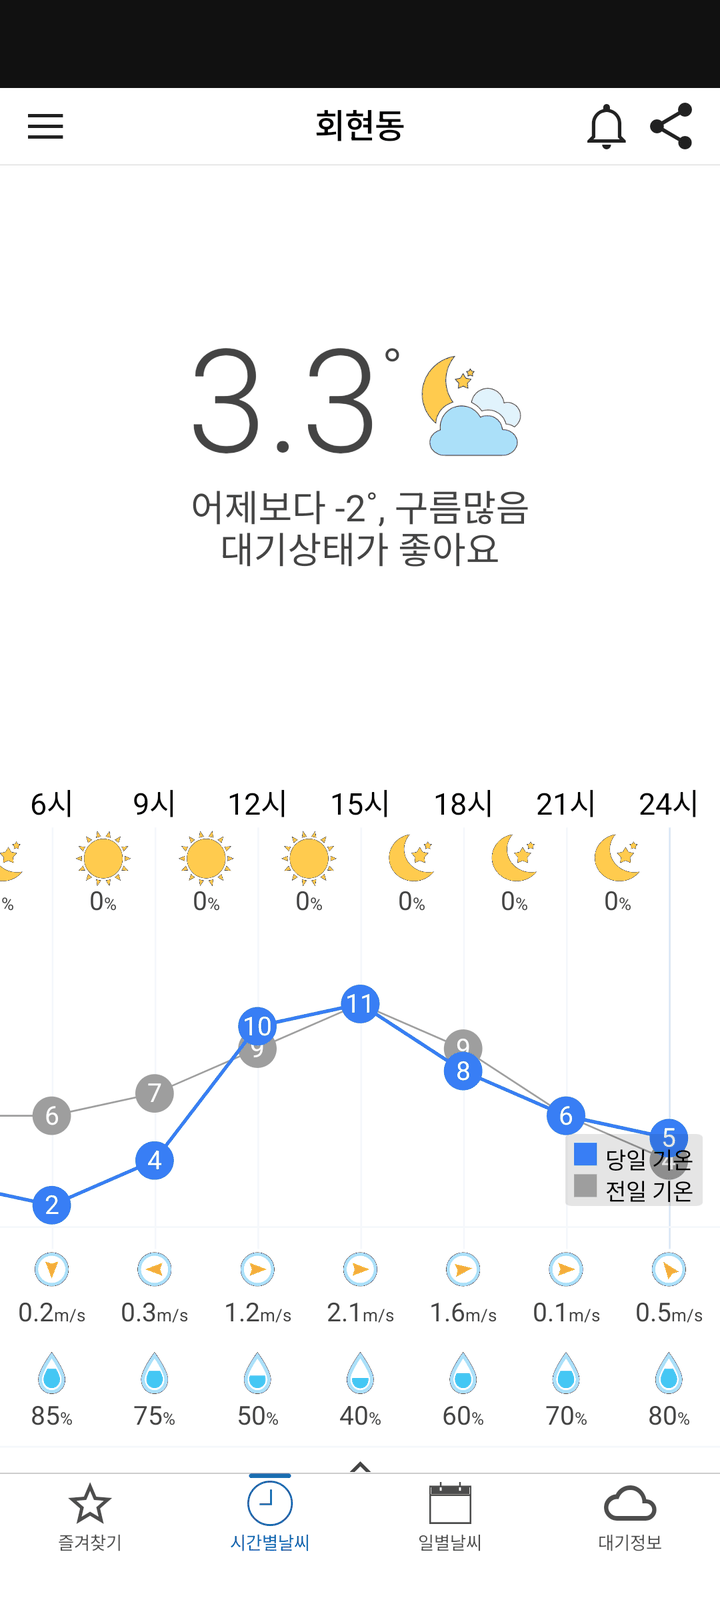 회현동
3.3°
어제보다 -2°, 구름많음
대기상태가 좋아요
6시 9시 12시 15시 18시 21시 24시
% 0% 0% 0% 0% 0% 0%
11
10
9 9
8
7
6 6
5
4 4
2
당일 기온
전일 기온
0.2m/s 0.3m/s 1.2m/s 2.1m/s 1.6m/s 0.1m/s 0.5m/s
85% 75% 50% 40% 60% 70% 80%
즐겨찾기 시간별날씨 일별날씨 대기정보